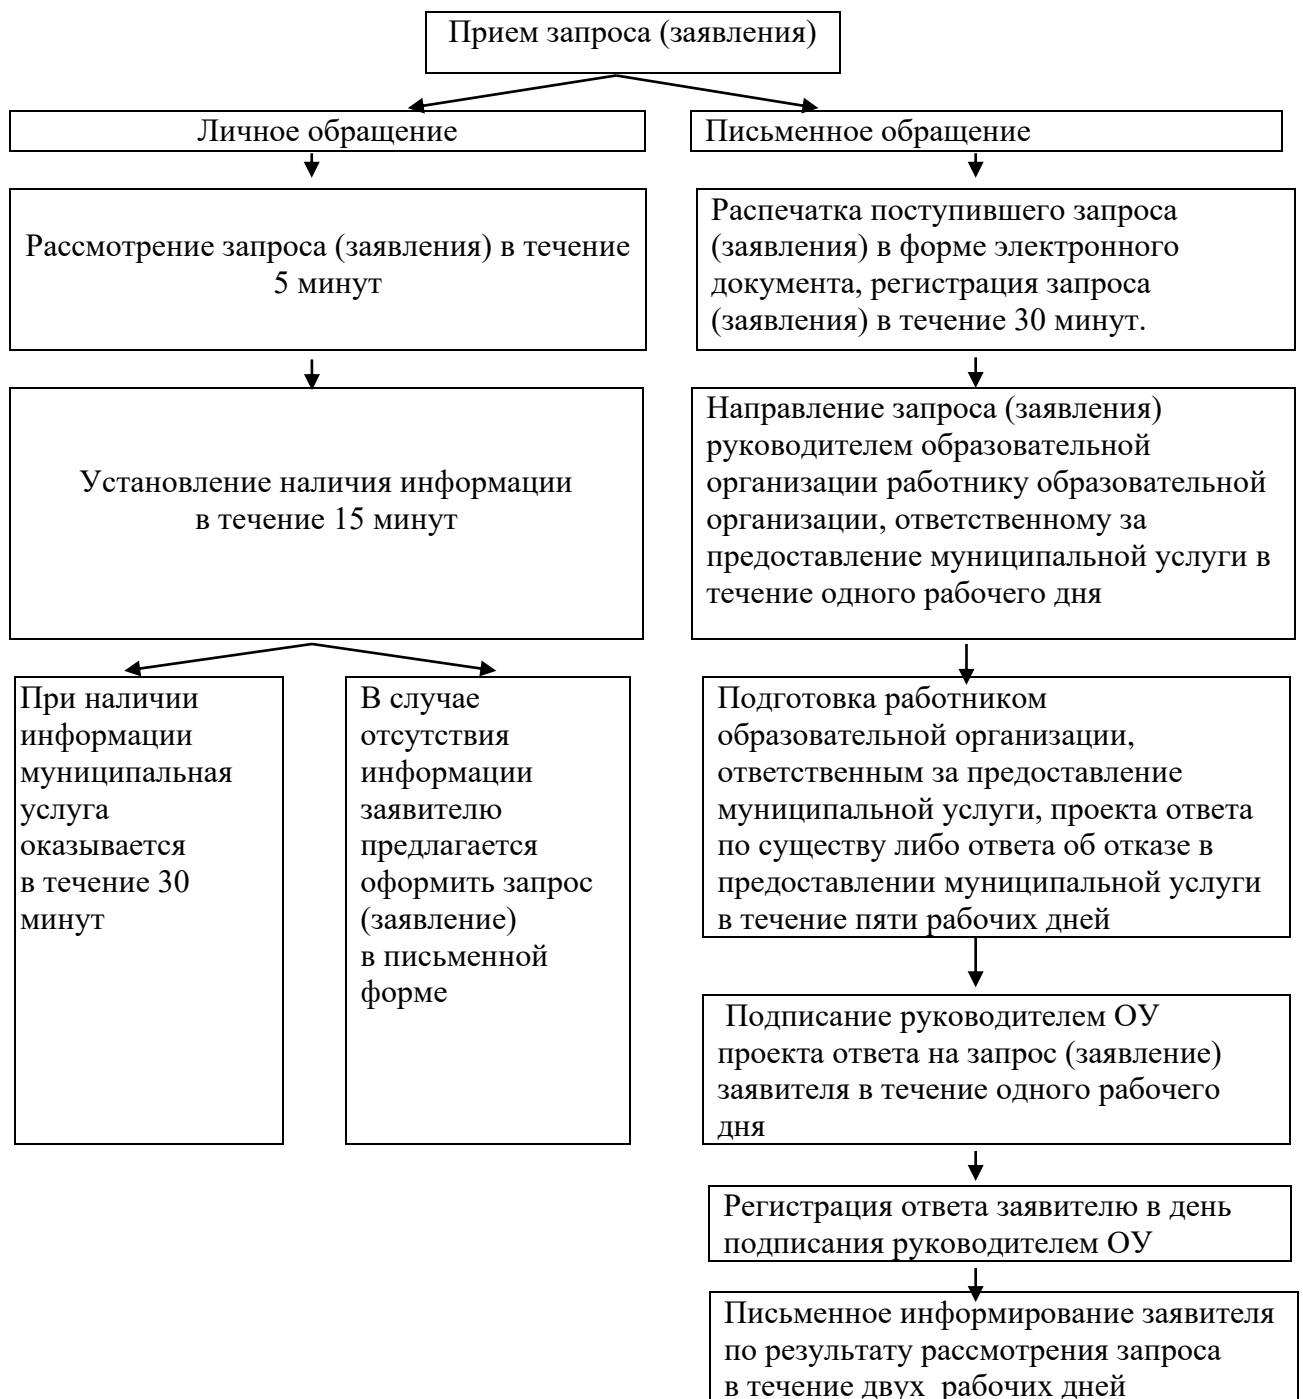 Прием запроса (заявления)
Личное обращение
Письменное обращение
Рассмотрение запроса (заявления) в течение
5 минут
Распечатка поступившего запроса
(заявления) в форме электронного
документа, регистрация запроса
(заявления) в течение 30 минут.
Установление наличия информации
в течение 15 минут
Направление запроса (заявления)
руководителем образовательной
организации работнику образовательной
организации, ответственному за
предоставление муниципальной услуги в
течение одного рабочего дня
При наличии
информации
муниципальная
услуга
оказывается
в течение 30
минут
В случае
отсутствия
информации
заявителю
предлагается
оформить запрос
(заявление)
в письменной
форме
Подготовка работником
образовательной организации,
ответственным за предоставление
муниципальной услуги, проекта ответа
по существу либо ответа об отказе в
предоставлении муниципальной услуги
в течение пяти рабочих дней
Подписание руководителем ОУ
проекта ответа на запрос (заявление)
заявителя в течение одного рабочего
дня
Регистрация ответа заявителю в день
подписания руководителем ОУ
Письменное информирование заявителя
по результату рассмотрения запроса
в течение двух  рабочих дней